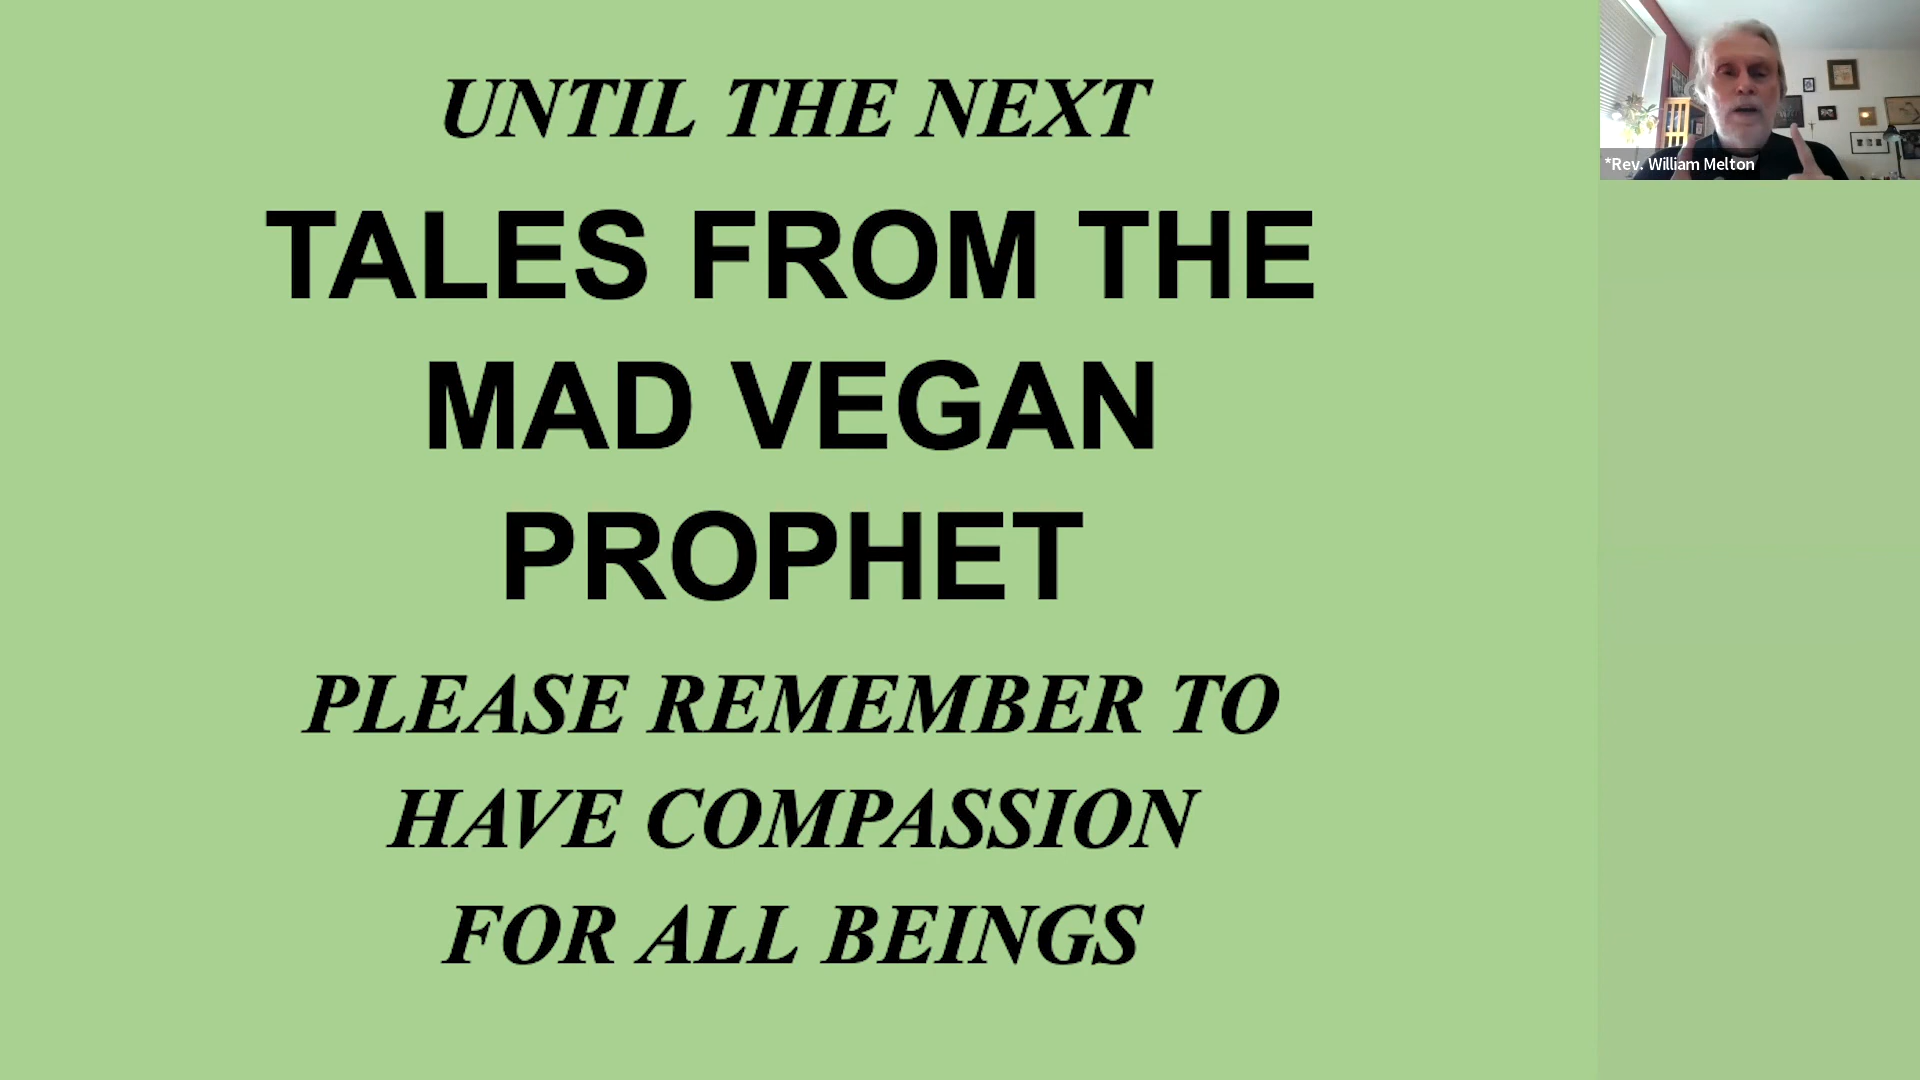 UNTIL THE NEXT
TALES FROM THE
MAD VEGAN
PROPHET
PLEASE REMEMBER TO
HAVE COMPASSION
FOR ALL BEINGS
*Rev. William Melton